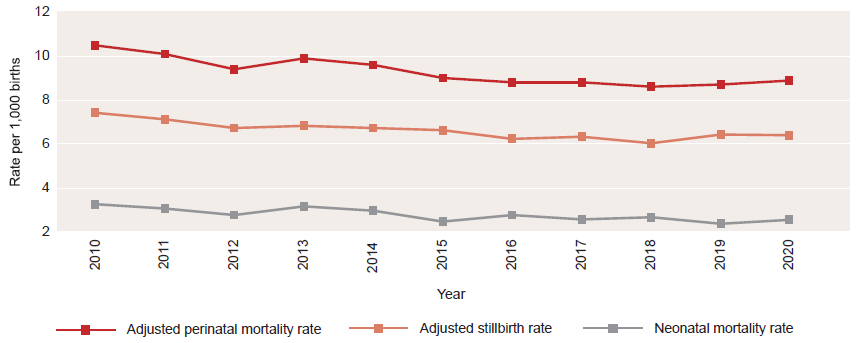 12
10
8
6
4
2
Rate per 1,000 births
2010 2011 2012 2013 2014 2015 2016 2017 2018 2019 2020
Year
Adjusted perinatal mortality rate Adjusted stillbirth rate Neonatal mortality rate